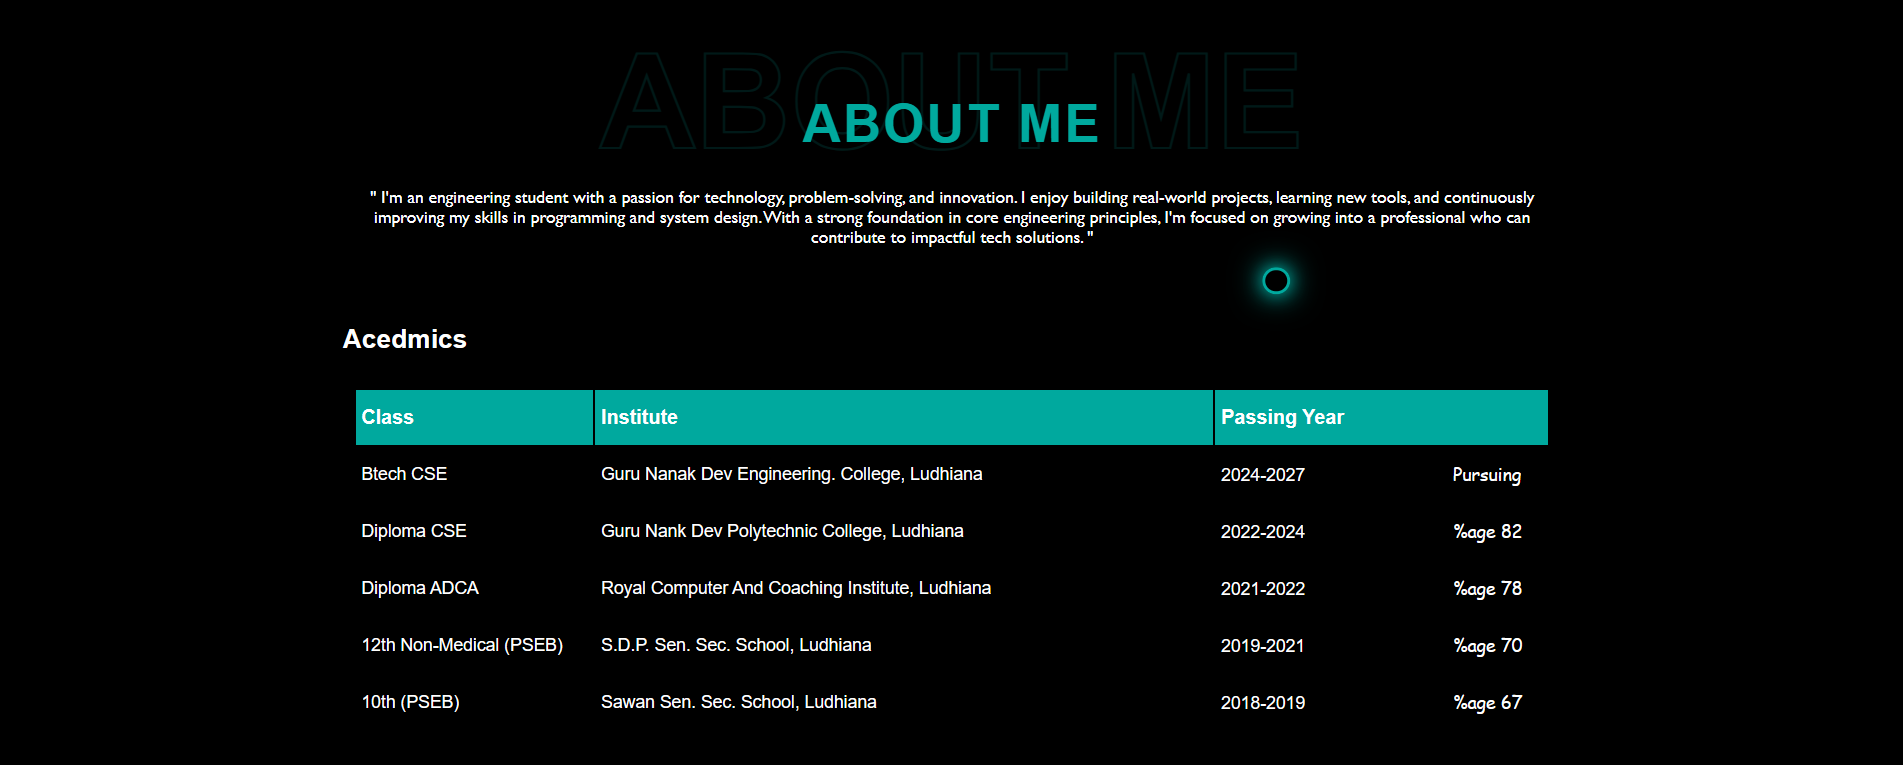 ABOUT ME
ABOUT ME
" I'm an engineering student with a passion for technology, problem-solving, and innovation. I enjoy building real-world projects, learning new tools, and continuously
improving my skills in programming and system design. With a strong foundation in core engineering principles, I'm focused on growing into a professional who can
contribute to impactful tech solutions. "
Acedmics
Class Institute Passing Year
Btech CSE Guru Nanak Dev Engineering. College, Ludhiana 2024-2027 Pursuing
Diploma CSE Guru Nank Dev Polytechnic College, Ludhiana 2022-2024 %age 82
Diploma ADCA Royal Computer And Coaching Institute, Ludhiana 2021-2022 %age 78
12th Non-Medical (PSEB) S.D.P. Sen. Sec. School, Ludhiana 2019-2021 %age 70
10th (PSEB) Sawan Sen. Sec. School, Ludhiana 2018-2019 %age 67